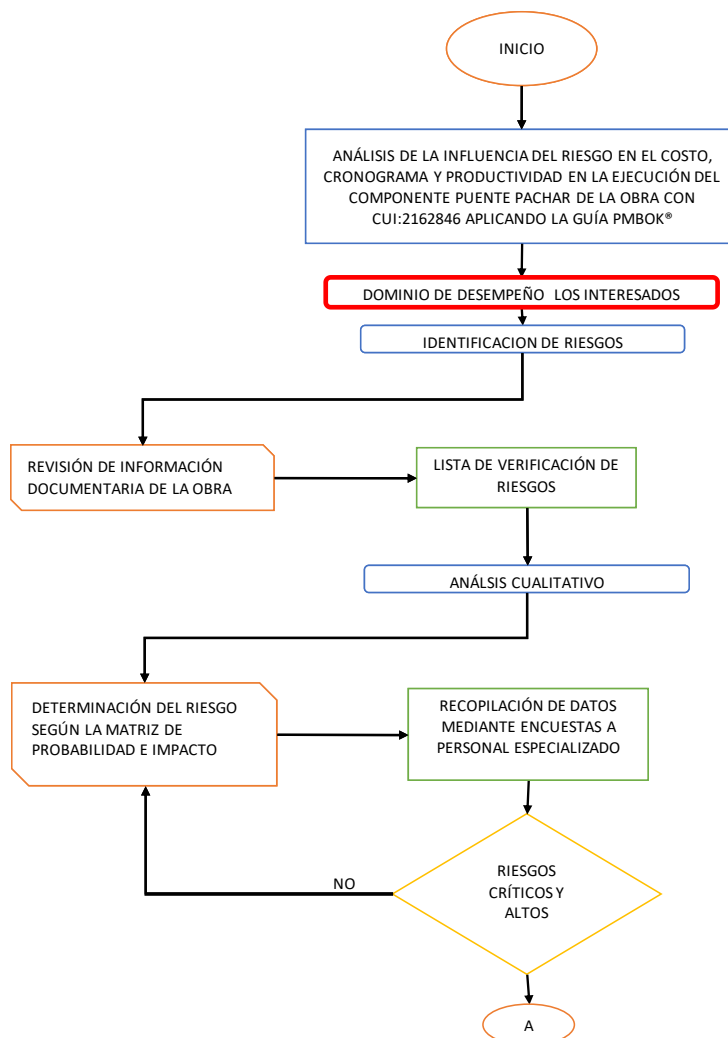 INICIO
ANÁLISIS DE LA INFLUENCIA DEL RIESGO EN EL COSTO,
CRONOGRAMA Y PRODUCTIVIDAD EN LA EJECUCIÓN DEL
COMPONENTE PUENTE PACHAR DE LA OBRA CON
CUI:2162846 APLICANDO LA GUÍA PMBOK®
DOMINIO DE DESEMPEÑO LOS INTERESADOS
IDENTIFICACION DE RIESGOS
REVISIÓN DE INFORMACIÓN
DOCUMENTARIA DE LA OBRA
LISTA DE VERIFICACIÓN DE
RIESGOS
ANÁLSIS CUALITATIVO
DETERMINACIÓN DEL RIESGO
SEGÚN LA MATRIZ DE
PROBABILIDAD E IMPACTO
RECOPILACIÓN DE DATOS
MEDIANTE ENCUESTAS A
PERSONAL ESPECIALIZADO
RIESGOS
CRÍTICOS Y
ALTOS
NO
A